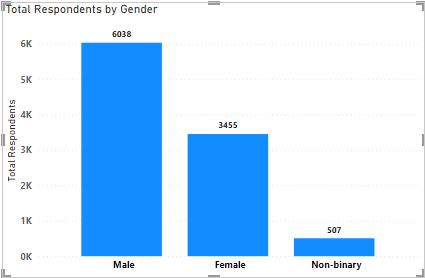 Total Respondents by Gender
Total Respondents
6K
5K
4K
3K
2K
1K
0K
6038
3455
507
Male
Female
Non-binary